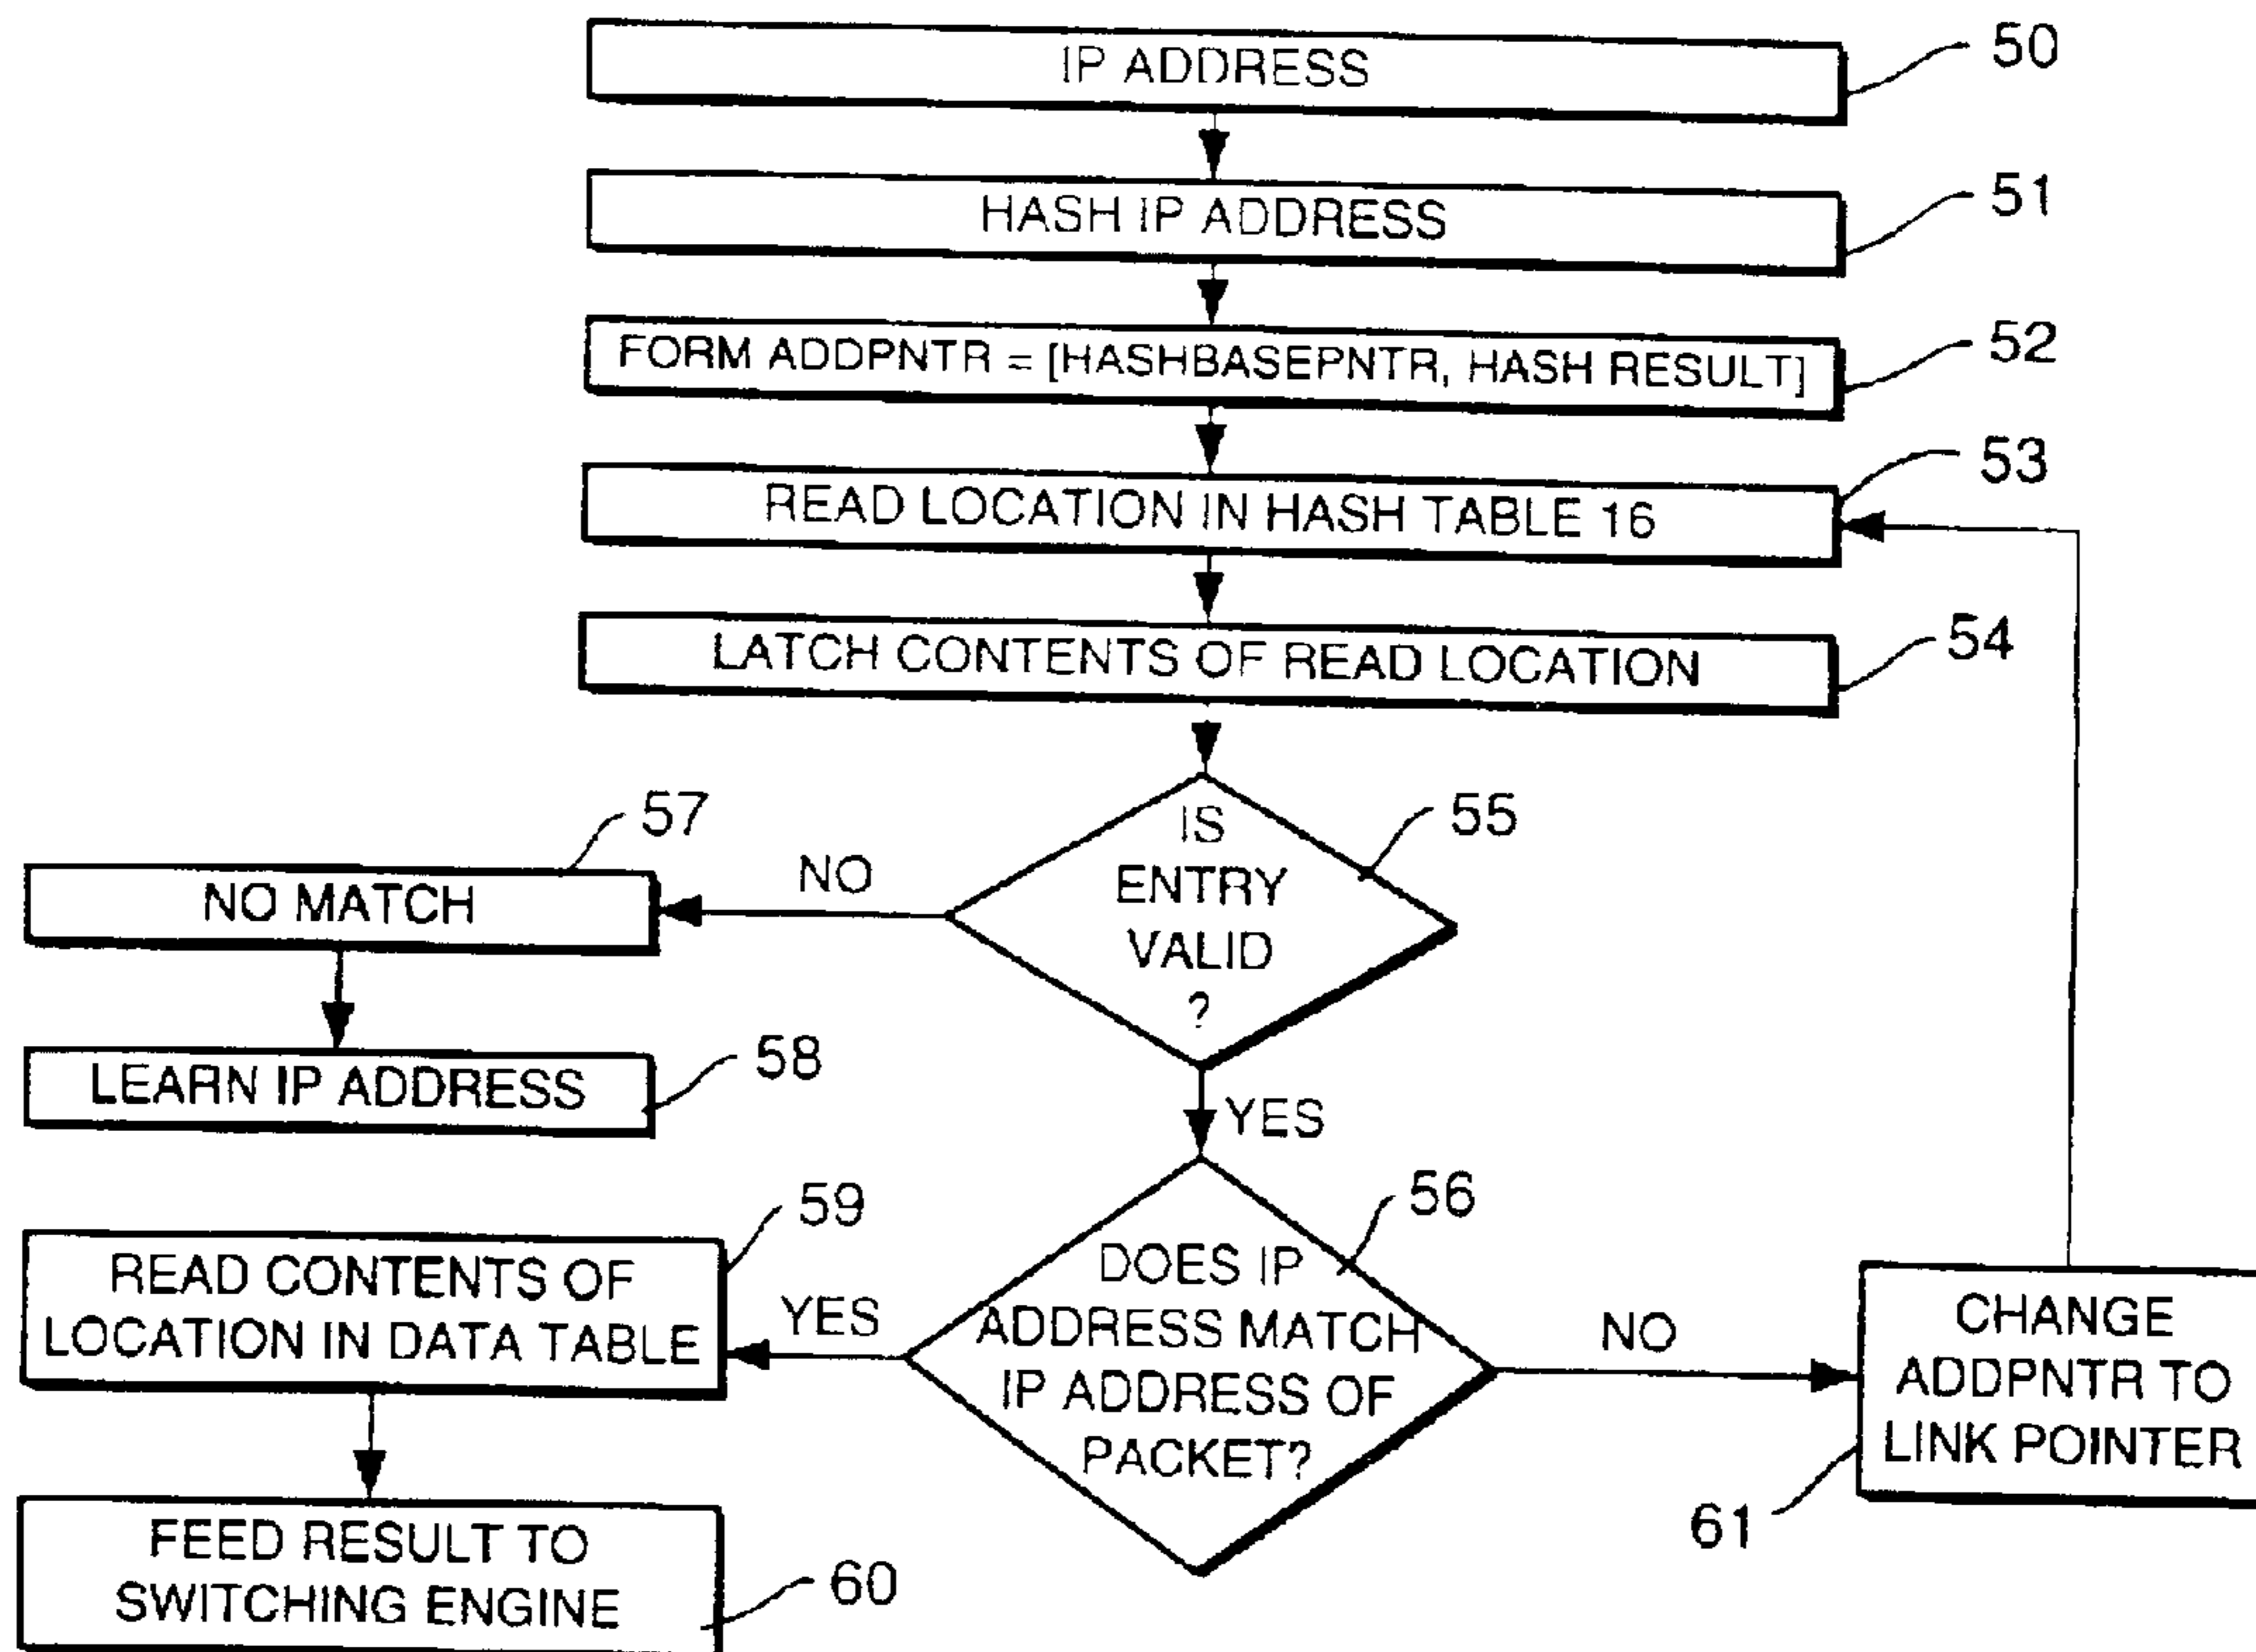 IP ADDRESS
50
HASH IP ADDRESS
51
FORM ADDPNTR = [HASHBASEPNTR, HASH RESULT]
52
READ LOCATION IN HASH TABLE 16
53
LATCH CONTENTS OF READ LOCATION
54
IS
ENTRY
VALID
?
55
NO
57
NO MATCH
58
LEARN IP ADDRESS
YES
56
DOES IP
ADDRESS MATCH
IP ADDRESS OF
PACKET?
YES
59
READ CONTENTS OF
LOCATION IN DATA TABLE
FEED RESULT TO
SWITCHING ENGINE
60
NO
CHANGE
ADDPNTR TO
LINK POINTER
61